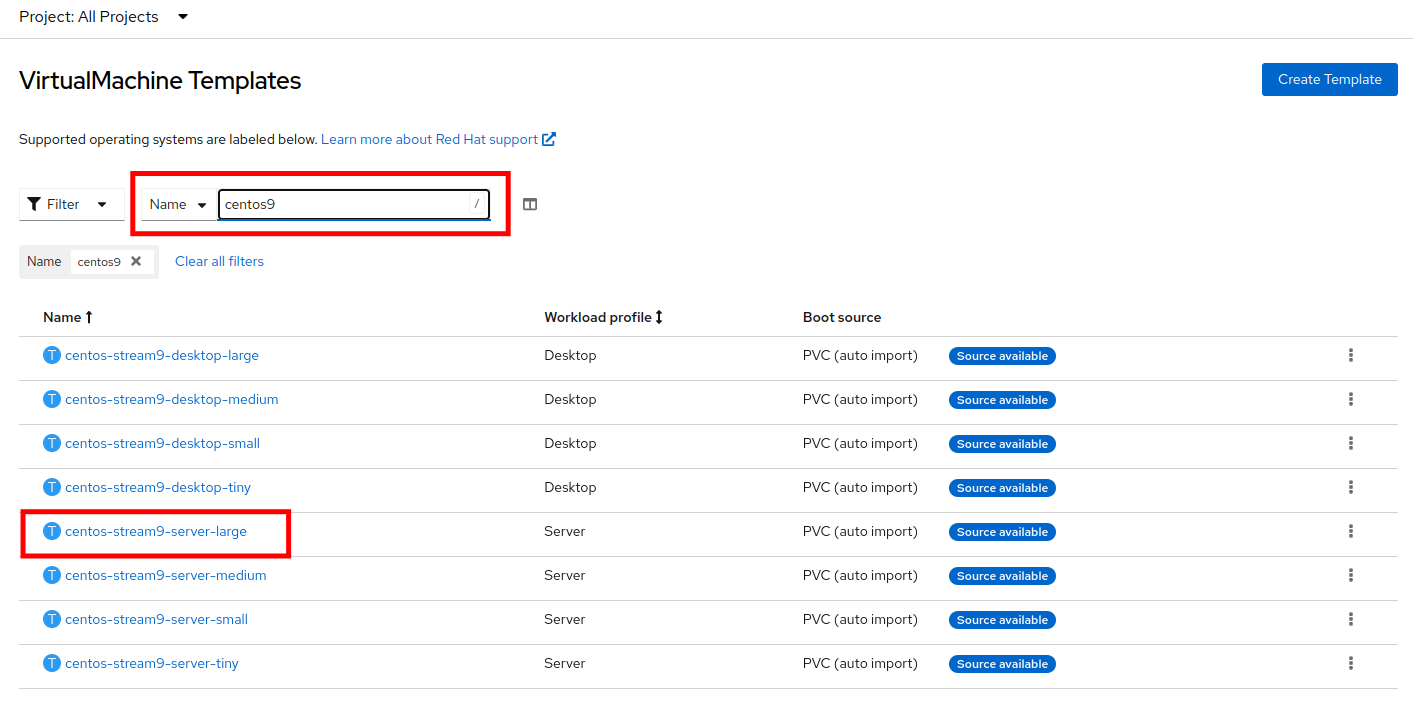 Project: All Projects
VirtualMachine Templates
Create Template
Supported operating systems are labeled below. Learn more about Red Hat support
Filter Name centos9 /
Name centos9 Clear all filters
Name Workload profile Boot source
T centos-stream9-desktop-large Desktop PVC (auto import) Source available
T centos-stream9-desktop-medium Desktop PVC (auto import) Source available
T centos-stream9-desktop-small Desktop PVC (auto import) Source available
T centos-stream9-desktop-tiny Desktop PVC (auto import) Source available
T centos-stream9-server-large Server PVC (auto import) Source available
T centos-stream9-server-medium Server PVC (auto import) Source available
T centos-stream9-server-small Server PVC (auto import) Source available
T centos-stream9-server-tiny Server PVC (auto import) Source available